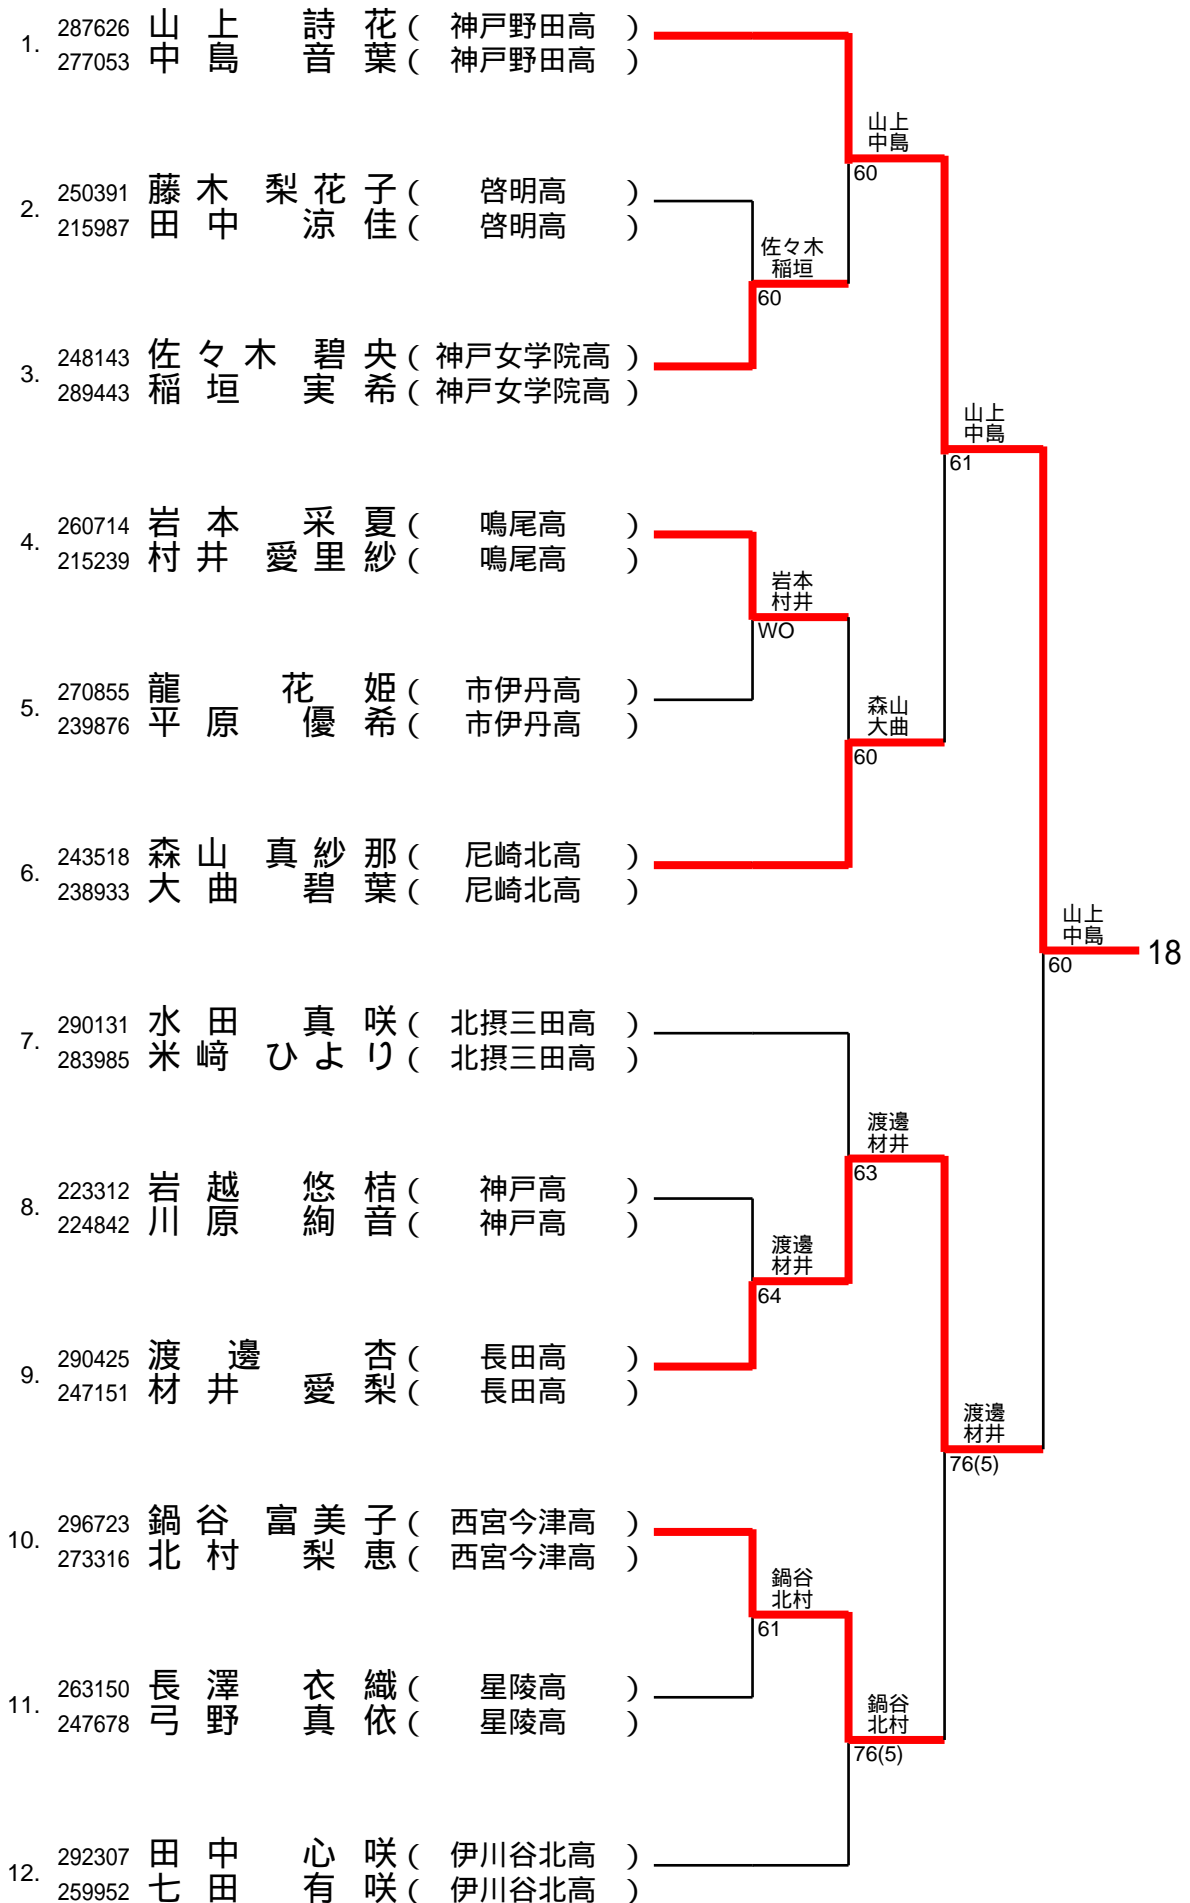 1. 287626 山上 詩花 ( 神戸野田高 )
277053 中島 音葉 ( 神戸野田高 )
山上
中島
60
2. 250391 藤木 梨花子 ( 啓明高 )
215987 田中 涼佳 ( 啓明高 )
佐々木
稲垣
60
3. 248143 佐々木 碧央 ( 神戸女学院高 )
289443 稲垣 実希 ( 神戸女学院高 )
山上
中島
61
4. 260714 岩本 采夏 ( 鳴尾高 )
215239 村井 愛里紗 ( 鳴尾高 )
岩本
村井
WO
5. 270855 龍 花姫 ( 市伊丹高 )
239876 平原 優希 ( 市伊丹高 )
森山
大曲
60
6. 243518 森山 真紗那 ( 尼崎北高 )
238933 大曲 碧葉 ( 尼崎北高 )
山上
中島
60
18
7. 290131 水田 真咲 ( 北摂三田高 )
283985 米﨑 ひより ( 北摂三田高 )
渡邊
材井
63
8. 223312 岩越 悠桔 ( 神戸高 )
224842 川原 絢音 ( 神戸高 )
渡邊
材井
64
9. 290425 渡邊 杏 ( 長田高 )
247151 材井 愛梨 ( 長田高 )
渡邊
材井
76(5)
10. 296723 鍋谷 富美子 ( 西宮今津高 )
273316 北村 梨恵 ( 西宮今津高 )
鍋谷
北村
61
11. 263150 長澤 衣織 ( 星陵高 )
247678 弓野 真依 ( 星陵高 )
鍋谷
北村
76(5)
12. 292307 田中 心咲 ( 伊川谷北高 )
259952 七田 有咲 ( 伊川谷北高 )